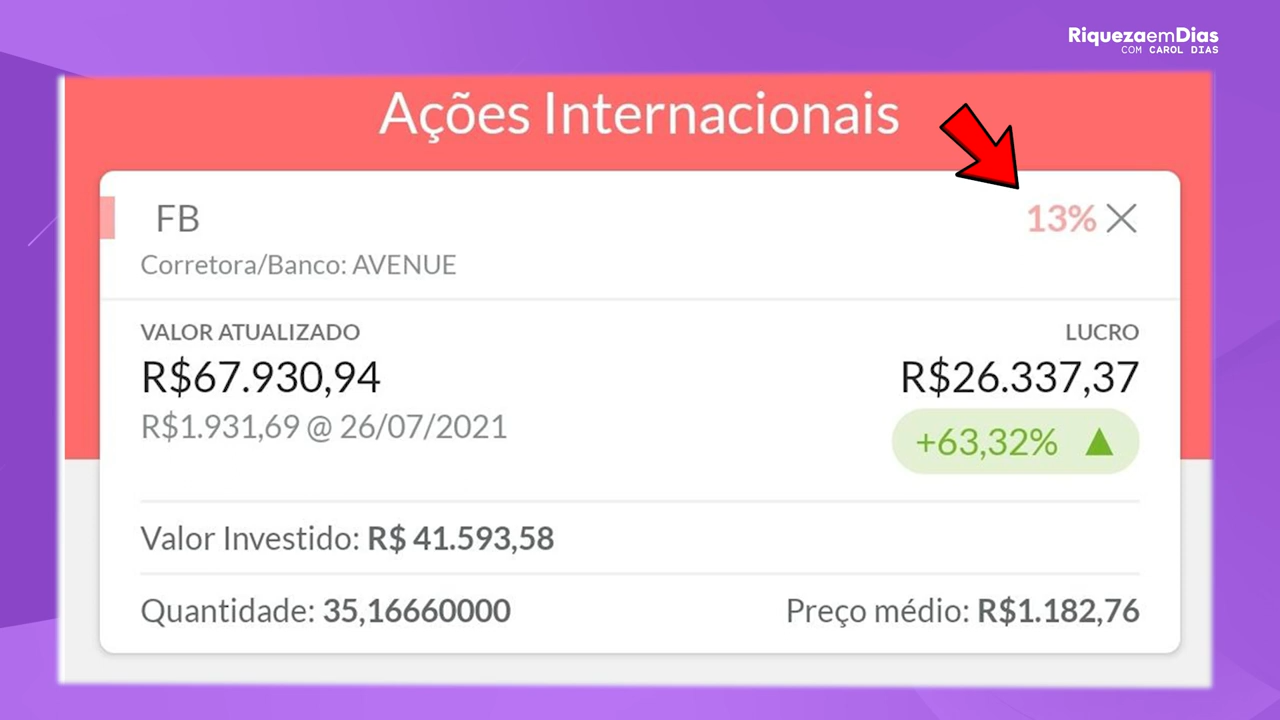 RiquezaemDias
COM CAROL DIAS
Ações Internacionais
FB
13%
Corretora/Banco: AVENUE
VALOR ATUALIZADO
LUCRO
R$67.930,94
R$26.337,37
R$1.931,69 @ 26/07/2021
+63,32%
Valor Investido: R$ 41.593,58
Quantidade: 35,16660000
Preço médio: R$1.182,76